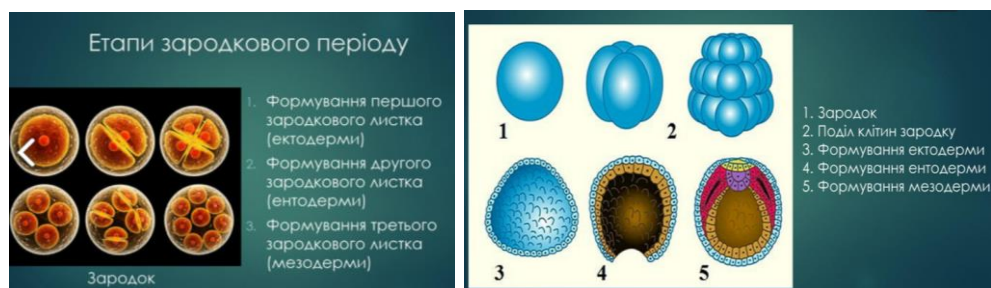 Етапи зародкового періоду
1. Формування першого
зародкового листка
(ектодерми)
2. Формування другого
зародкового листка
(ентодерми)
3. Формування третього
зародкового листка
(мезодерми)
Зародок
1
2
3
4
5
1. Зародок
2. Поділ клітин зародку
3. Формування ектодерми
4. Формування ентодерми
5. Формування мезодерми